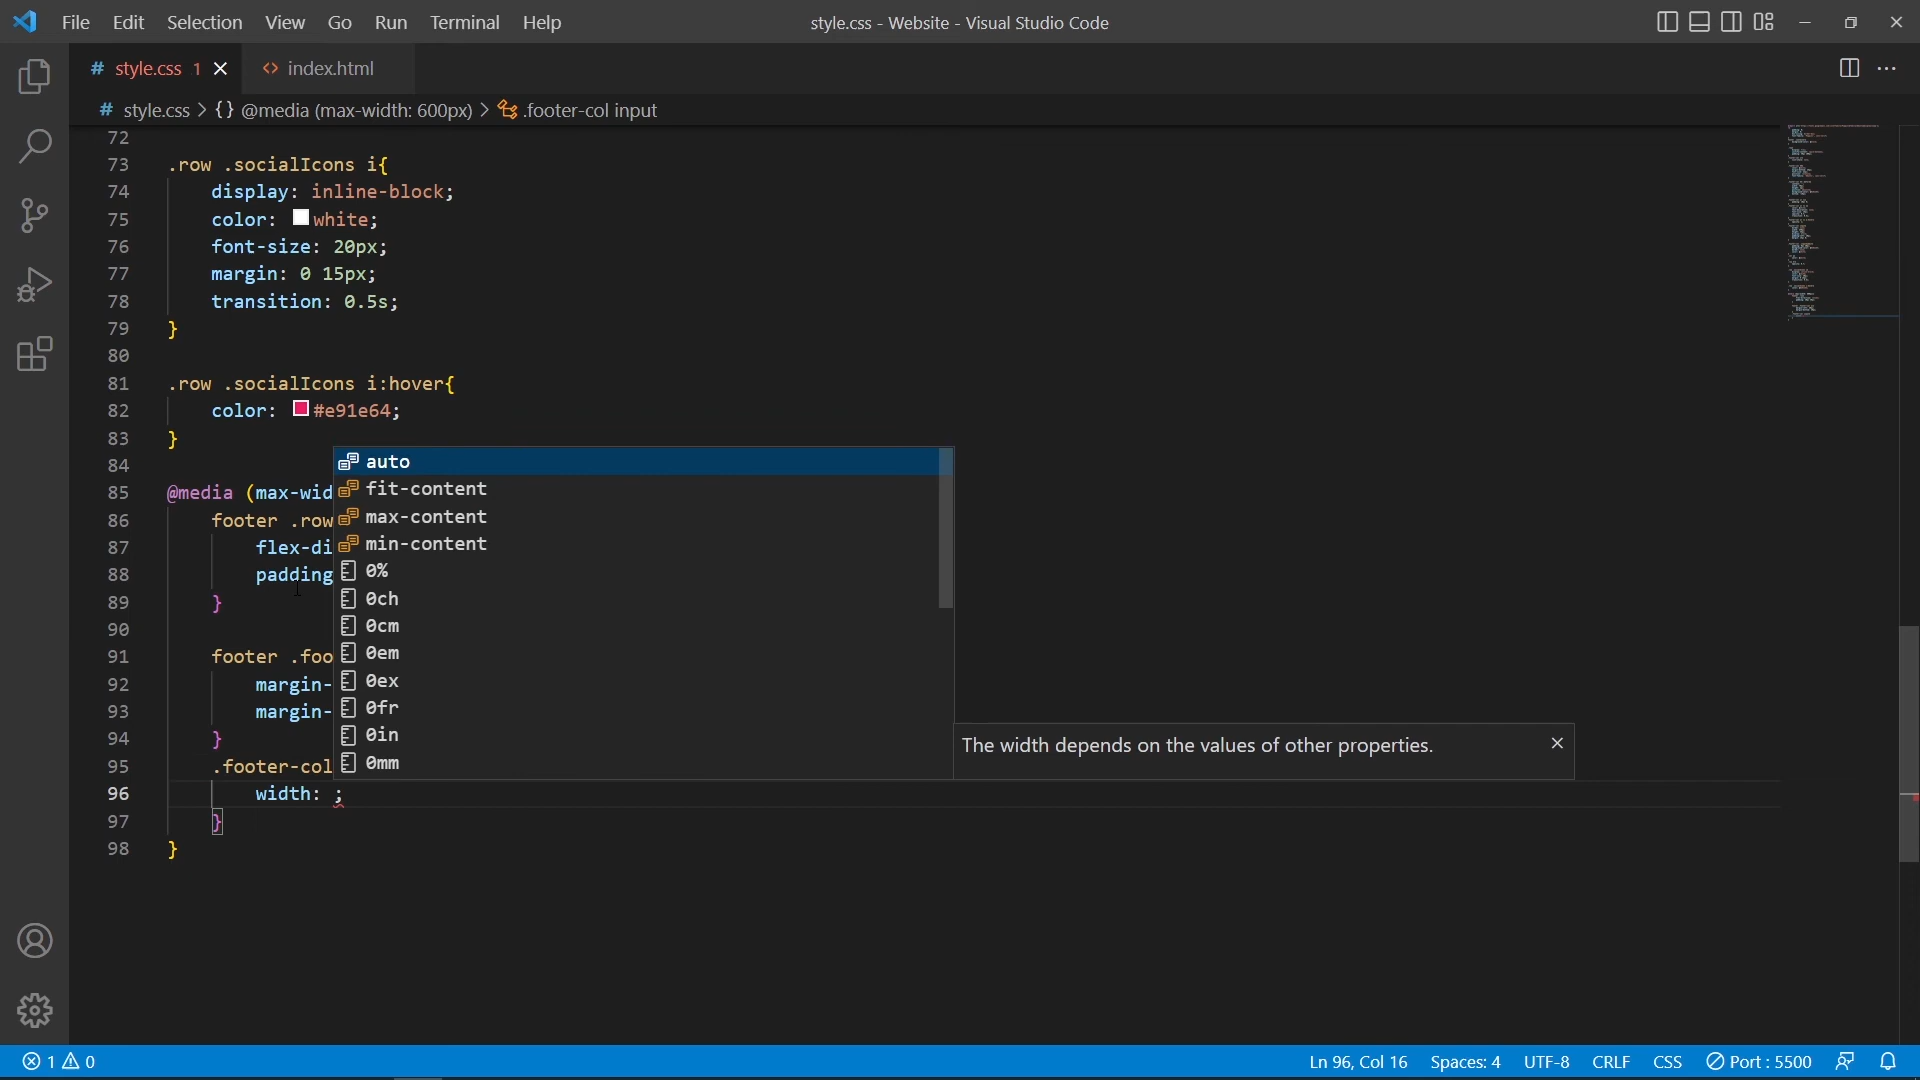 File Edit Selection View Go Run Terminal Help style.css - Website - Visual Studio Code
# style.css 1 <> index.html
# style.css > {} @media (max-width: 600px) > .footer-col input
72
73 .row .socialIcons i{
74 display: inline-block;
75 color: white;
76 font-size: 20px;
77 margin: 0 15px;
78 transition: 0.5s;
79 }
80
81 .row .socialIcons i:hover{
82 color: #e91e64;
83 }
84
auto
85 @media (max-wid
fit-content
86 footer .row
max-content
87 flex-di
min-content
88 padding
0%
89 }
0ch
90
0cm
91 footer .foo
0em
92 margin-
0ex
93 margin-
0fr
94 }
0in
The width depends on the values of other properties.
95 .footer-col
0mm
96 width: ;
97 }
98 }
1 0 Ln 96, Col 16 Spaces: 4 UTF-8 CRLF CSS Port : 5500